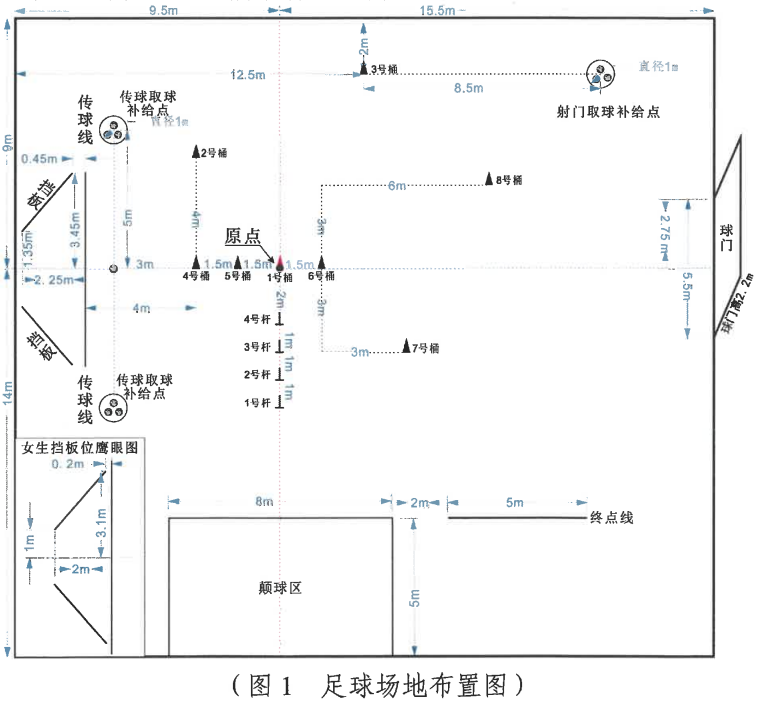 9.5m
15.5m
2m
3号桶
12.5m
8.5m
直径1m
射门取球补给点
传球线
传球取球
补给点
直径1m
9m
0.45m
2号桶
8号桶
6m
挡板
3.45m
5m
4m
原点
3m
2.75m
球门
1.35m
2.25m
3m
1.5m
1.5m
1.5m
4号桶
5号桶
1号桶
6号桶
5.5m
球门高2.2m
4m
2m
3m
4号杆
3号杆
2号杆
1号杆
1m
1m
1m
3m
7号桶
挡板
14m
传球线
传球取球
补给点
女生挡板位鹰眼图
0.2m
3.1m
1m
2m
8m
2m
5m
终点线
颠球区
5m
（图1 足球场地布置图）